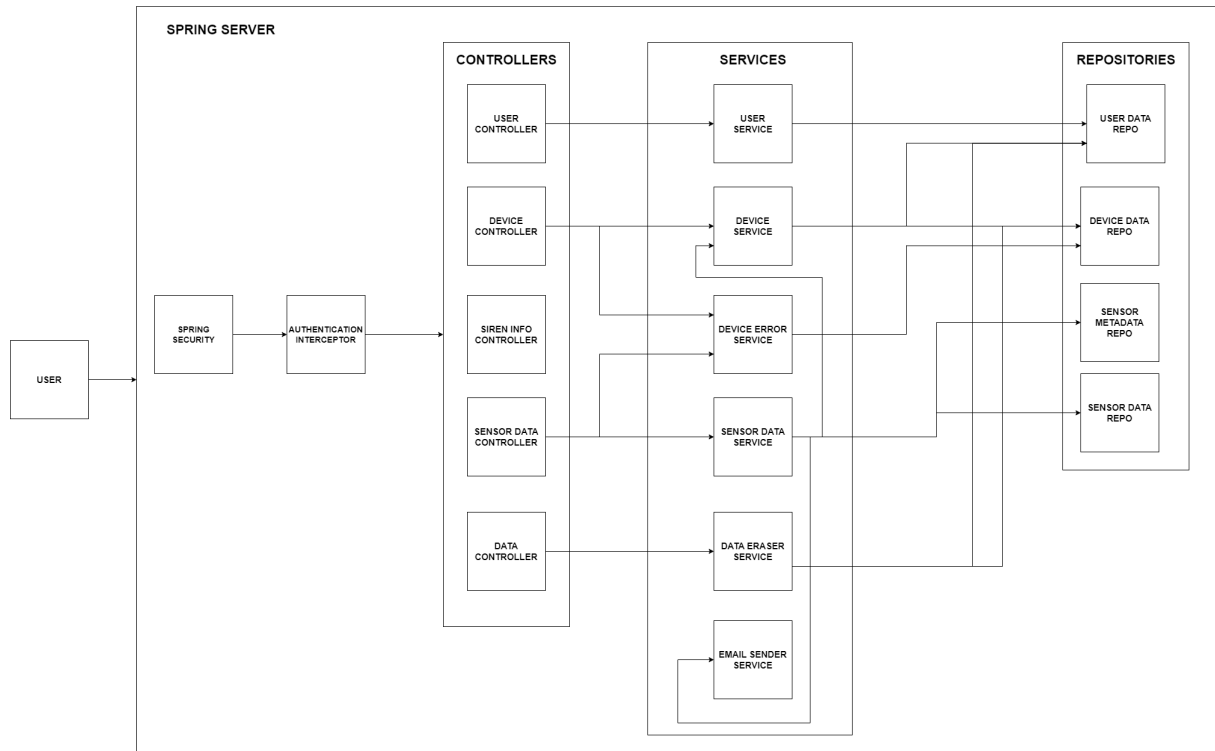 SPRING SERVER
CONTROLLERS
SERVICES
REPOSITORIES
USER
CONTROLLER
USER
SERVICE
USER DATA
REPO
DEVICE
CONTROLLER
DEVICE
SERVICE
DEVICE DATA
REPO
SPRING
SECURITY
AUTHENTICATION
INTERCEPTOR
SIREN INFO
CONTROLLER
DEVICE ERROR
SERVICE
SENSOR
METADATA
REPO
USER
SENSOR DATA
CONTROLLER
SENSOR DATA
SERVICE
SENSOR DATA
REPO
DATA
CONTROLLER
DATA ERASER
SERVICE
EMAIL SENDER
SERVICE